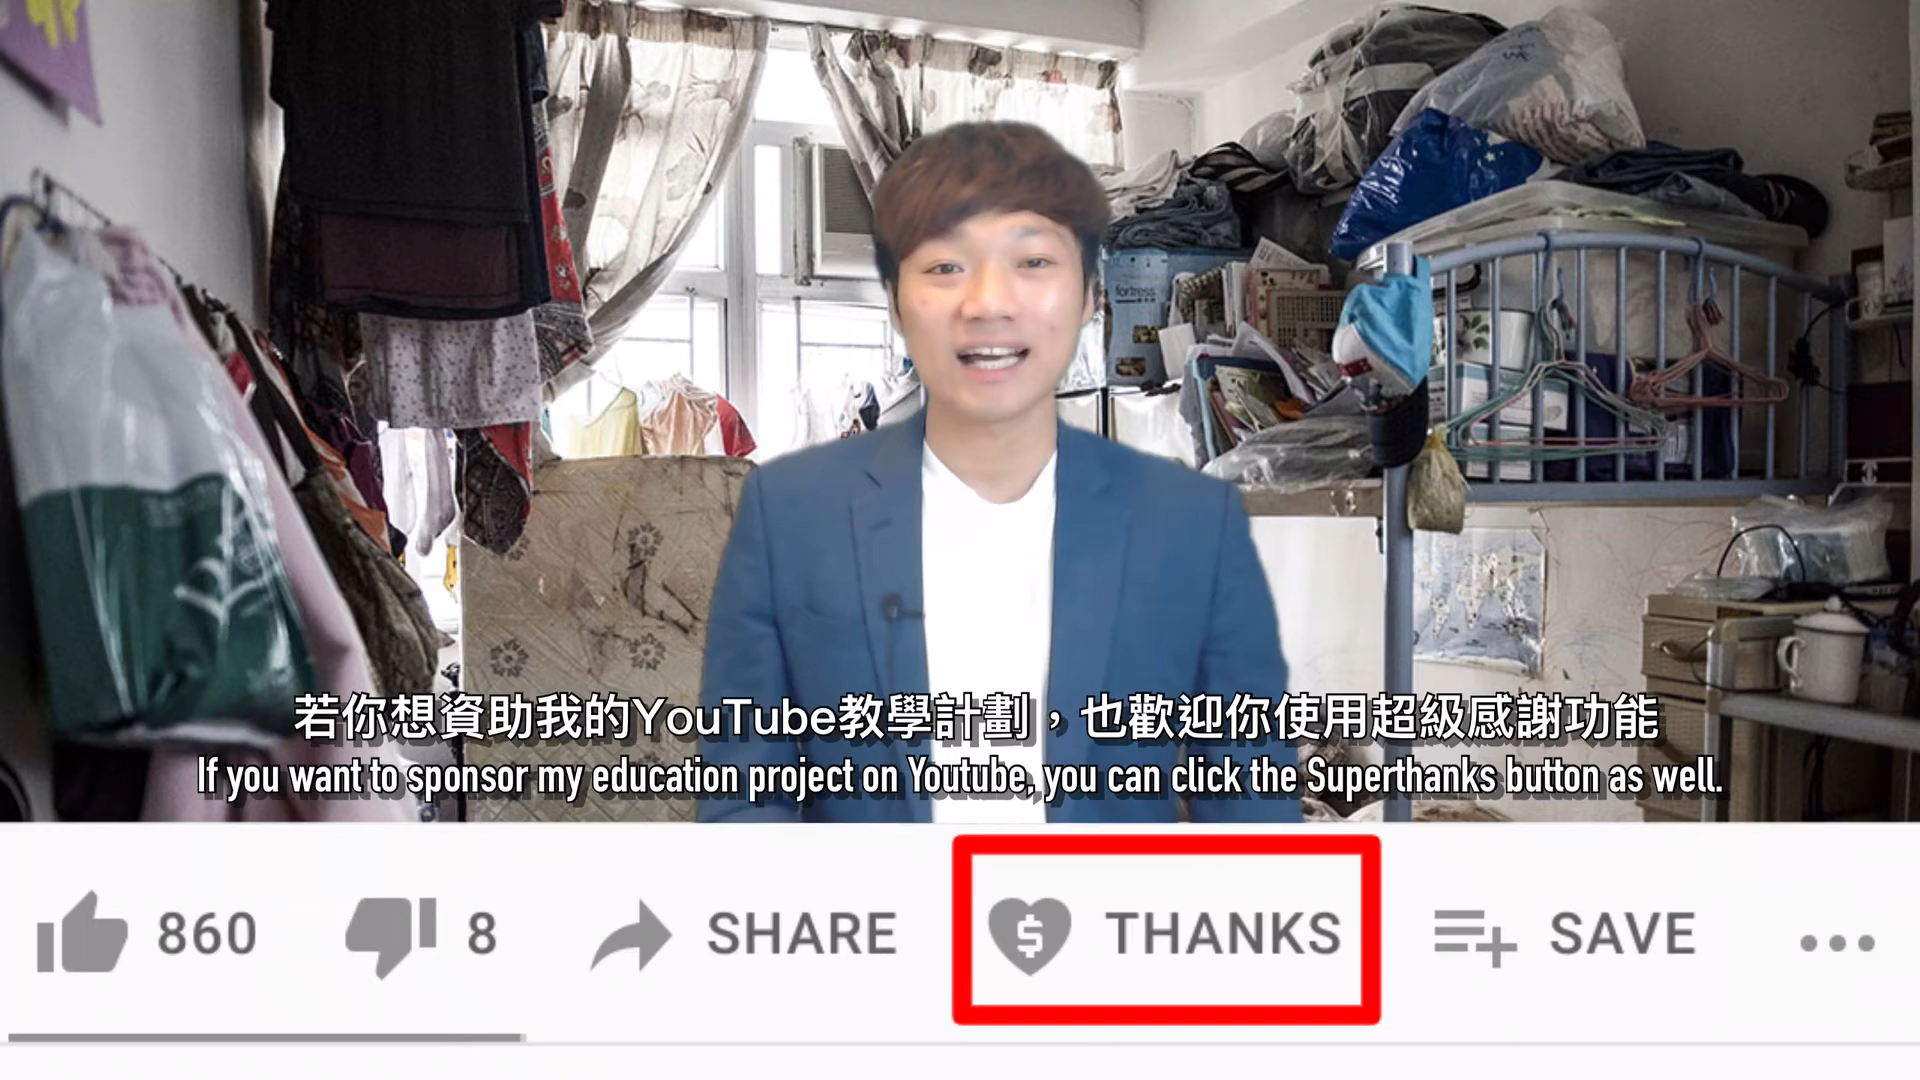 fortress
若你想資助我的YouTube教學計劃，也歡迎你使用超級感謝功能
If you want to sponsor my education project on Youtube, you can click the Superthanks button as well.
860 8 SHARE THANKS SAVE